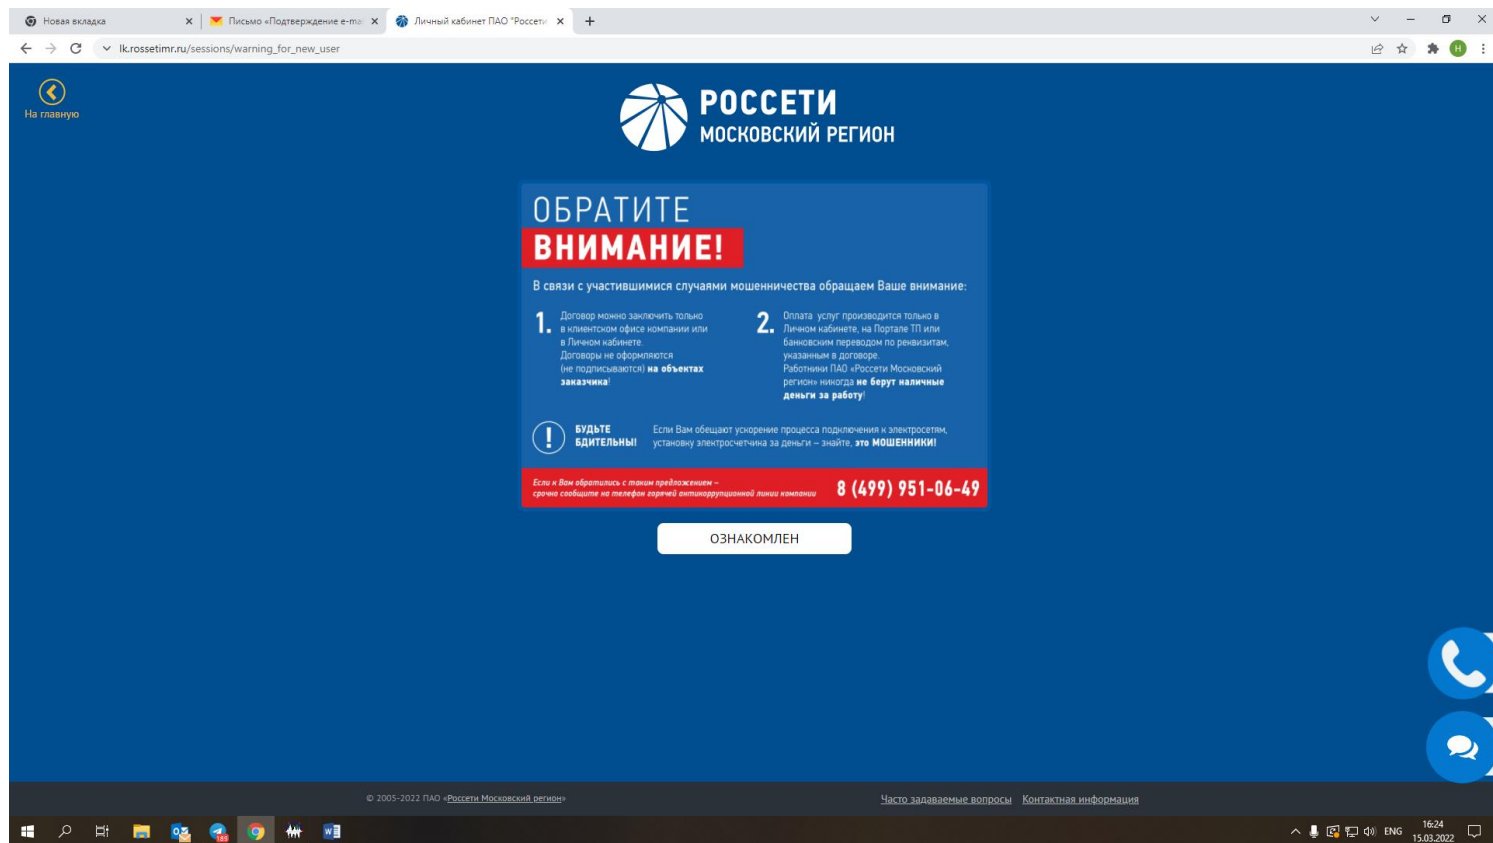 Новая вкладка
Письмо «Подтверждение e-ma
Личный кабинет ПАО "Россети
lk.rossetimr.ru/sessions/warning_for_new_user
Н
На главную
РОССЕТИ
МОСКОВСКИЙ РЕГИОН
ОБРАТИТЕ
ВНИМАНИЕ!
В связи с участившимися случаями мошенничества обращаем Ваше внимание:
1.
Договор можно заключить только
в клиентском офисе компании или
в Личном кабинете.
Договоры не оформляются
(не подписываются) на объектах
заказчика!
2.
Оплата услуг производится только в
Личном кабинете, на Портале ТП или
банковским переводом по реквизитам,
указанным в договоре.
Работники ПАО «Россети Московский
регион» никогда не берут наличные
деньги за работу!
БУДЬТЕ
БДИТЕЛЬНЫ!
Если Вам обещают ускорение процесса подключения к электросетям,
установку электросчетчика за деньги – знайте, это МОШЕННИКИ!
Если к Вам обратились с таким предложением –
срочно сообщите на телефон горячей антикоррупционной линии компании
8 (499) 951-06-49
ОЗНАКОМЛЕН
© 2005-2022 ПАО «Россети Московский регион»
Часто задаваемые вопросы Контактная информация
ENG
16:24
15.03.2022